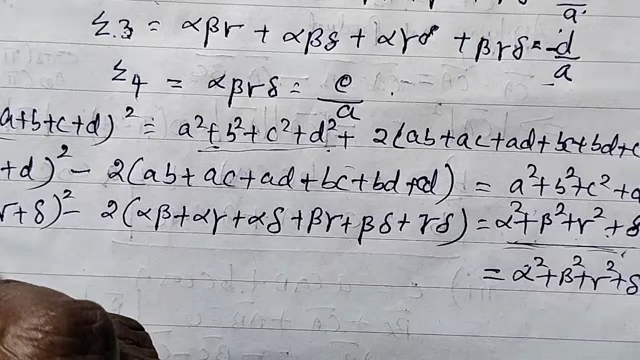 a
Σ3 = αβγ + αβδ + αγδ + βγδ = -d/a
Σ4 = αβγδ = e/a
a+b+c+d)² = a²+b²+c²+d²+ 2(ab+ac+ad+bc+bd+c
+d)² - 2(ab+ac+ad+bc+bd+cd) = a²+b²+c²+d
γ+δ)² - 2(αβ+αγ+αδ+βγ+βδ+γδ) = α²+β²+γ²+δ
= α²+β²+γ²+δ